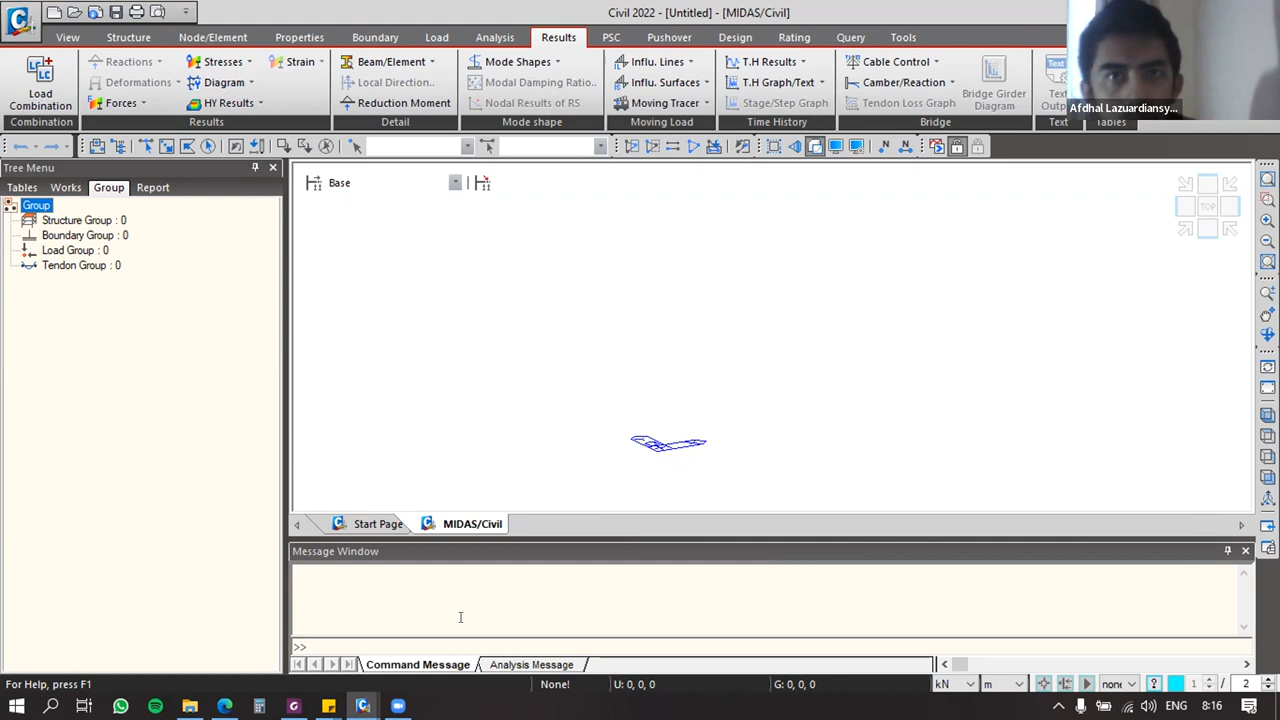 Civil 2022 - [Untitled] - [MIDAS/Civil]
View Structure Node/Element Properties Boundary Load Analysis Results PSC Pushover Design Rating Query Tools
Load Combination
Combination
Reactions Stresses Strain
Deformations Diagram
Forces HY Results
Results
Beam/Element
Local Direction..
Reduction Moment
Detail
Mode Shapes
Modal Damping Ratio..
Nodal Results of RS
Mode shape
Influ. Lines
Influ. Surfaces
Moving Tracer
Moving Load
T.H Results
T.H Graph/Text
Stage/Step Graph
Time History
Cable Control
Camber/Reaction
Tendon Loss Graph
Bridge Girder Diagram
Bridge
Text
Text
Tables
Afdhal Lazuardiansy...
Tree Menu
Tables Works Group Report
Group
Structure Group : 0
Boundary Group : 0
Load Group : 0
Tendon Group : 0
Base
TOP
Start Page MIDAS/Civil
Message Window
>>
Command Message Analysis Message
For Help, press F1 None! U: 0, 0, 0 G: 0, 0, 0 kN m none 1 / 2
ENG 8:16